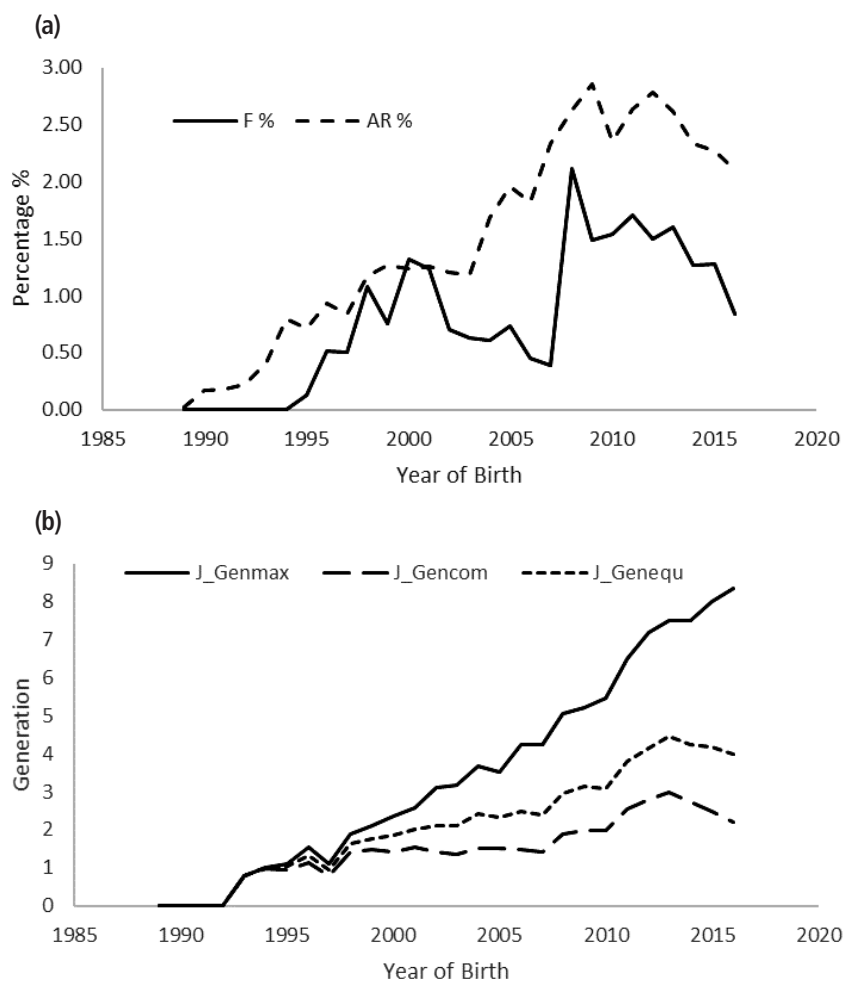 (a)
3.00
F % AR %
2.50
2.00
1.50
1.00
0.50
0.00
Percentage %
1985 1990 1995 2000 2005 2010 2015 2020
Year of Birth
(b)
9
J_Genmax J_Gencom J_Genequ
8
7
6
5
4
3
2
1
0
Generation
1985 1990 1995 2000 2005 2010 2015 2020
Year of Birth